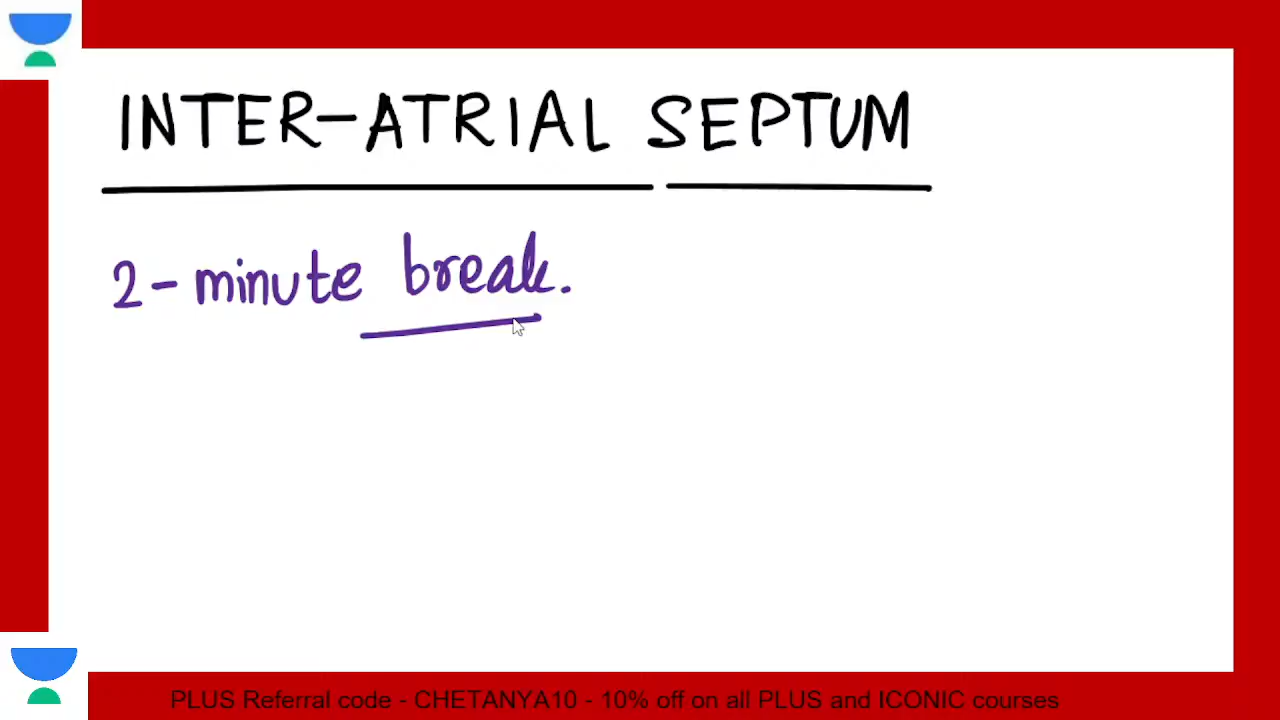 INTER-ATRIAL SEPTUM
2- minute break.
PLUS Referral code - CHETANYA10 - 10% off on all PLUS and ICONIC courses